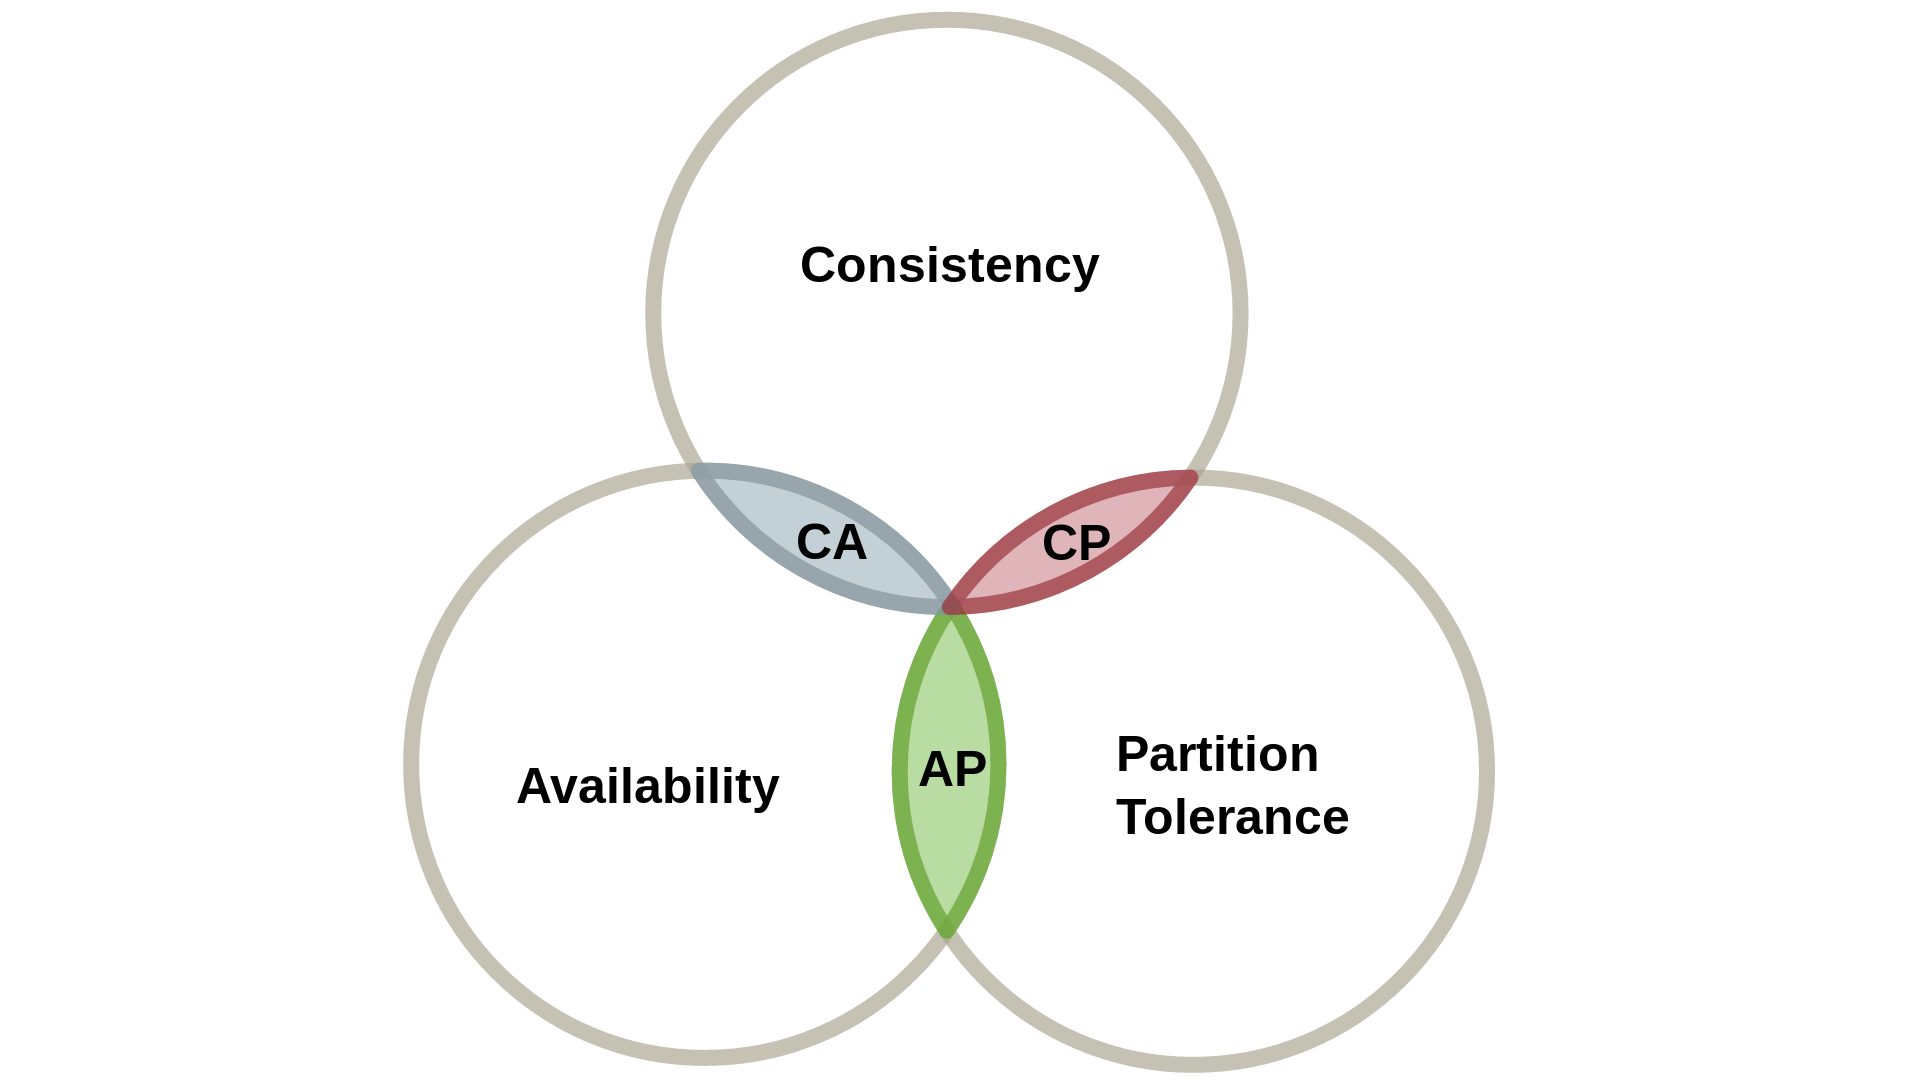 Consistency
CA
CP
AP
Availability
Partition
Tolerance